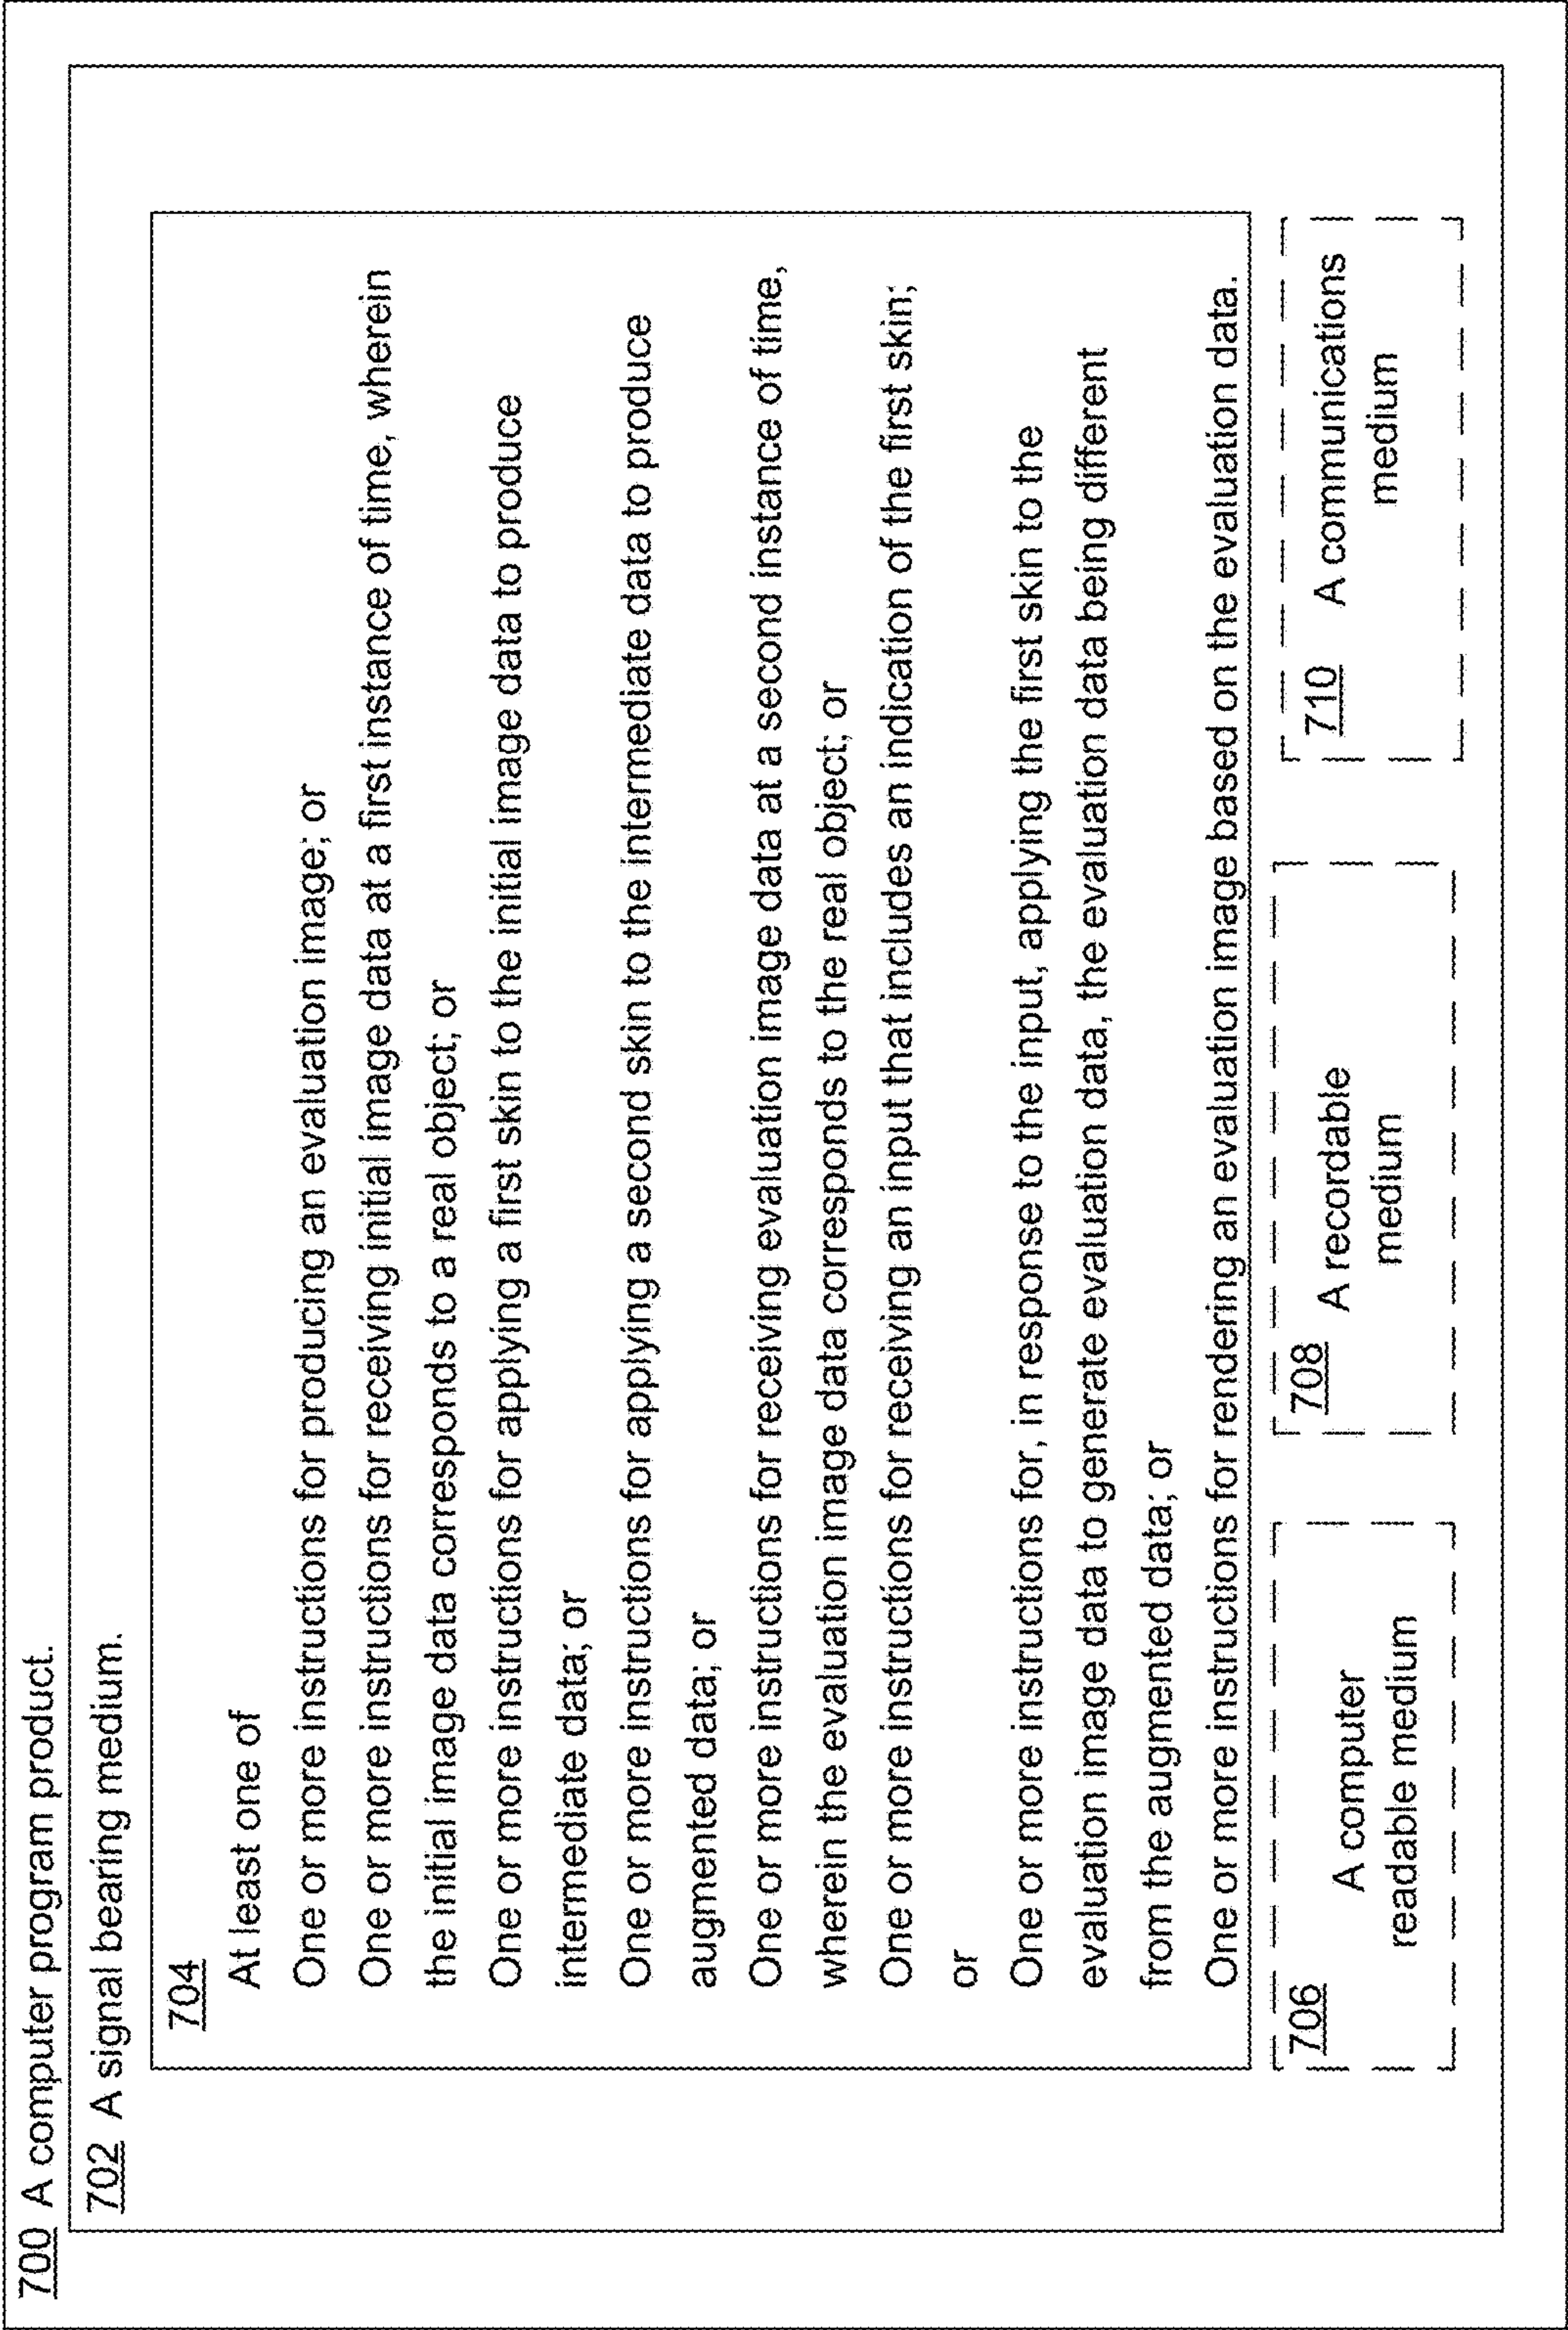 700 A computer program product.
702 A signal bearing medium.
704
At least one of
One or more instructions for producing an evaluation image; or
One or more instructions for receiving initial image data at a first instance of time, wherein
the initial image data corresponds to a real object; or
One or more instructions for applying a first skin to the initial image data to produce
intermediate data; or
One or more instructions for applying a second skin to the intermediate data to produce
augmented data; or
One or more instructions for receiving evaluation image data at a second instance of time,
wherein the evaluation image data corresponds to the real object; or
One or more instructions for receiving an input that includes an indication of the first skin;
or
One or more instructions for, in response to the input, applying the first skin to the
evaluation image data to generate evaluation data, the evaluation data being different
from the augmented data; or
One or more instructions for rendering an evaluation image based on the evaluation data.
706
A computer
readable medium
708
A recordable
medium
710 A communications
medium